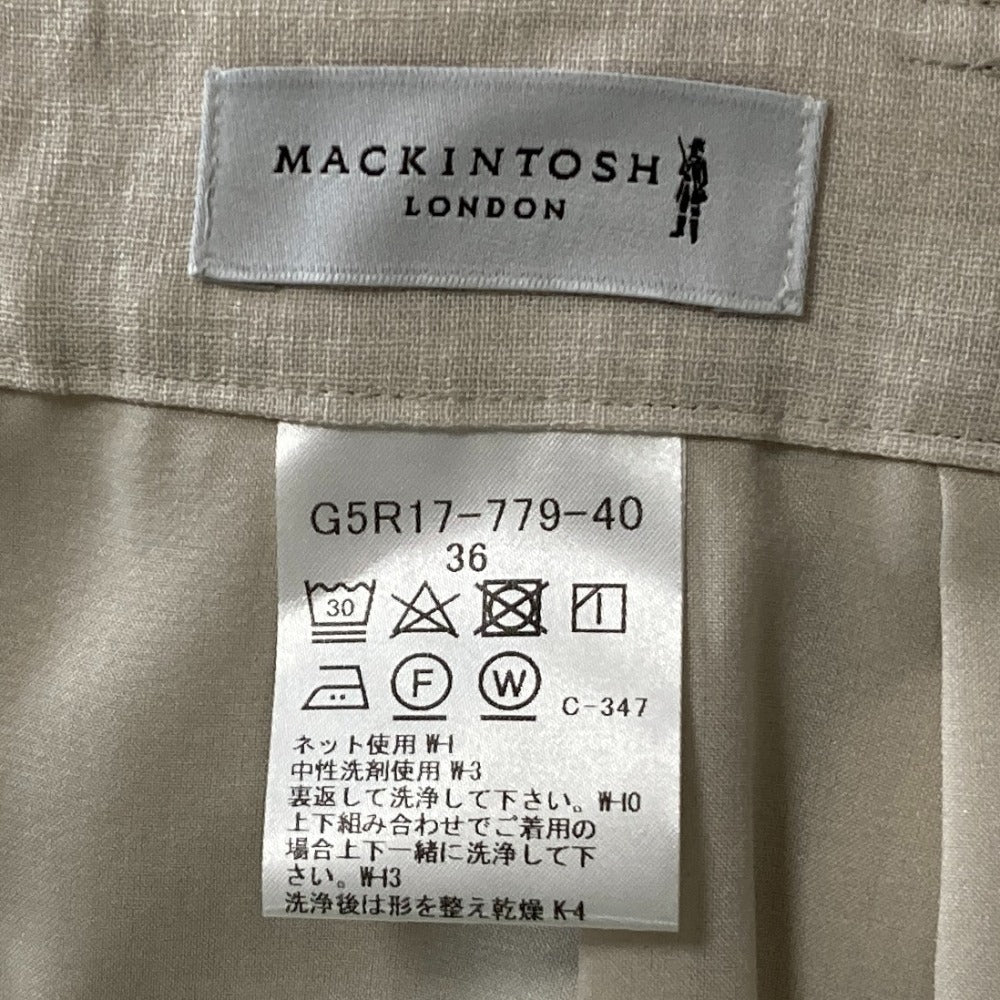 MACKINTOSH
LONDON
G5R17-779-40
36
30
F W C-347
ネット使用 W-1
中性洗剤使用 W-3
裏返して洗浄して下さい。W-10
上下組み合わせでご着用の
場合上下一緒に洗浄して下
さい。W-13
洗浄後は形を整え乾燥 K-4